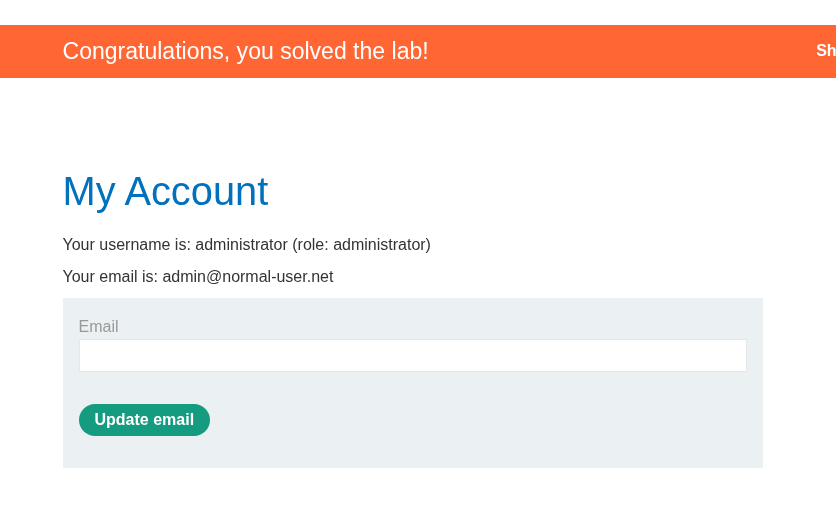 Congratulations, you solved the lab!
Sh
My Account
Your username is: administrator (role: administrator)
Your email is: admin@normal-user.net
Email
Update email